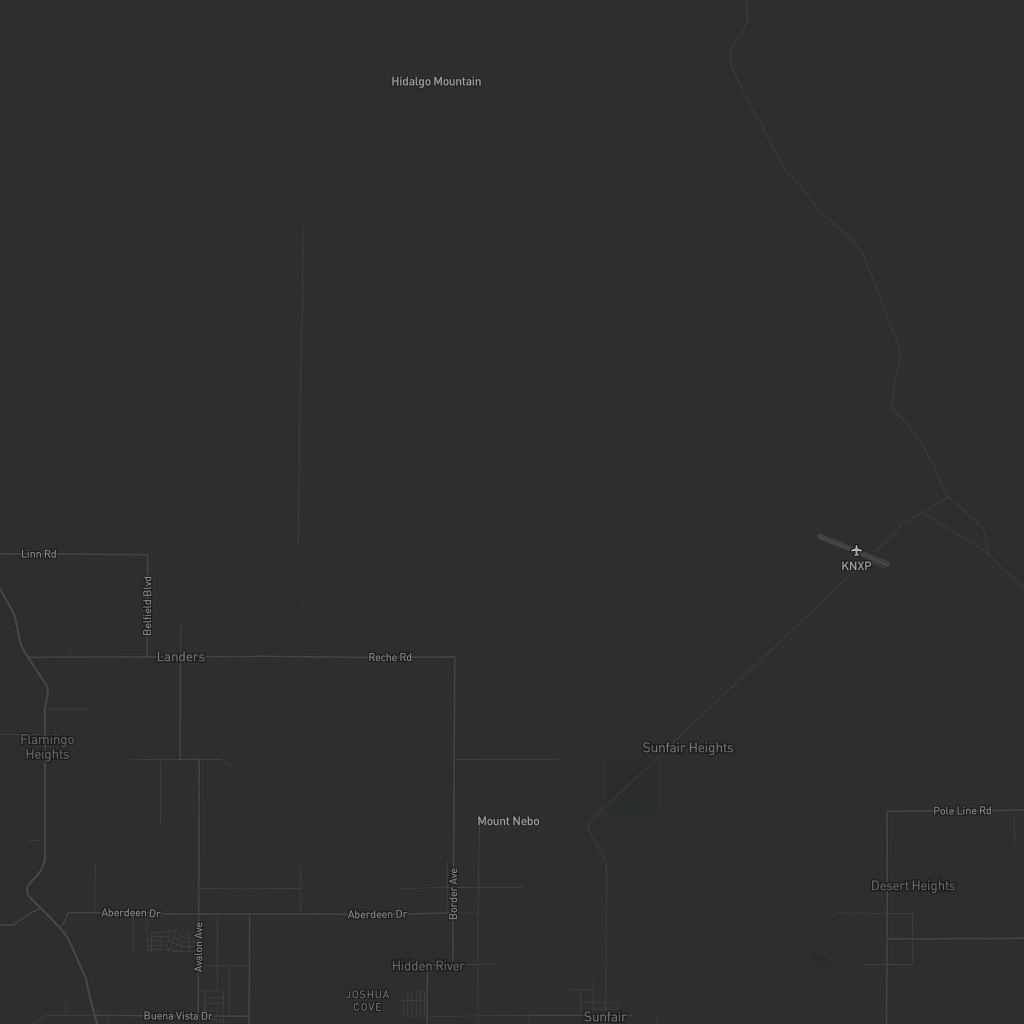 Hidalgo Mountain
Linn Rd
KNXP
Belfield Blvd
Landers
Reche Rd
Flamingo
Heights
Sunfair Heights
Mount Nebo
Pole Line Rd
Desert Heights
Border Ave
Aberdeen Dr
Aberdeen Dr
Avalon Ave
Hidden River
JOSHUA
COVE
Buena Vista Dr
Sunfair